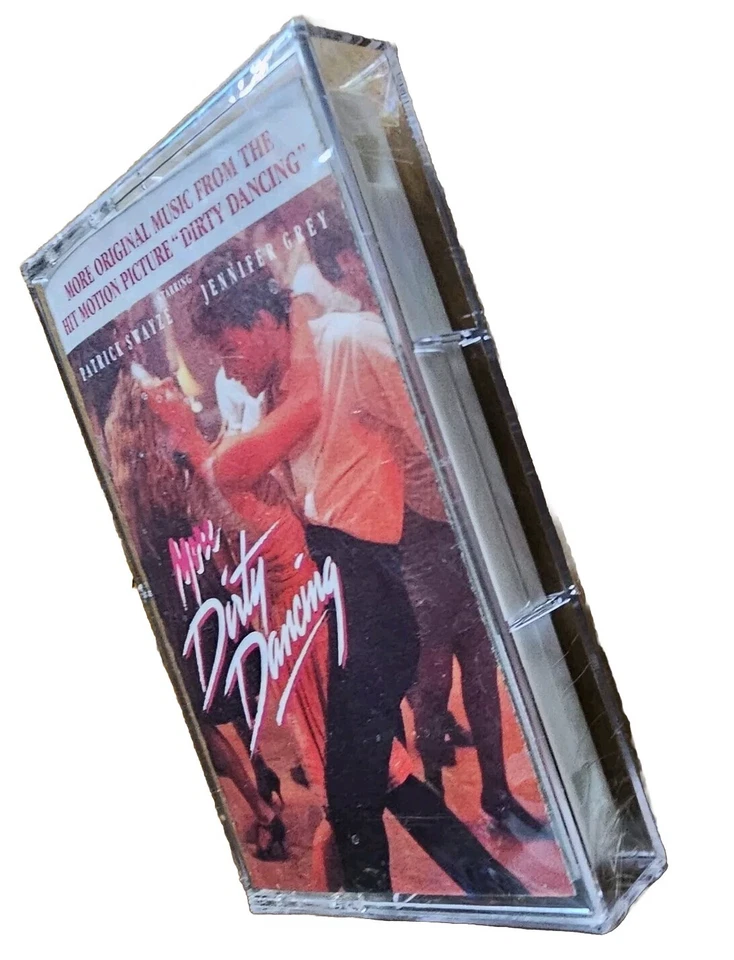 MORE ORIGINAL MUSIC FROM THE
HIT MOTION PICTURE "DIRTY DANCING"
STARRING
PATRICK SWAYZE JENNIFER GREY
More
Dirty
Dancing